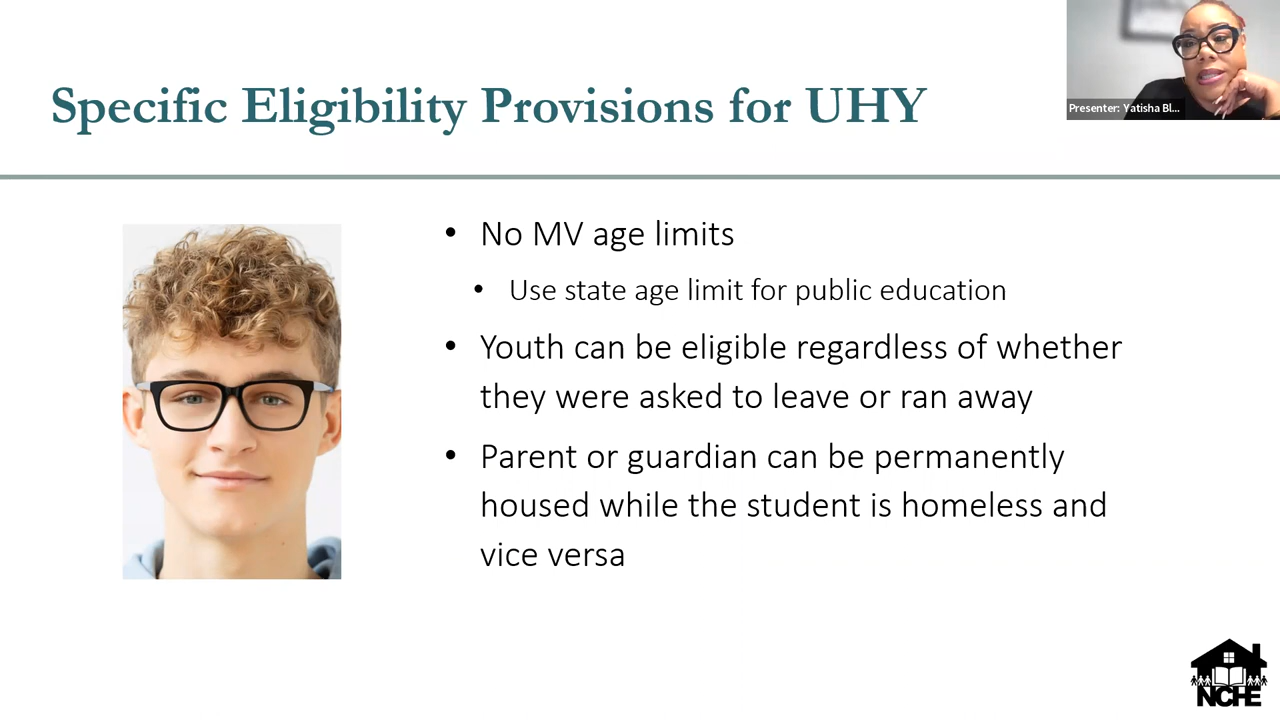 Specific Eligibility Provisions for UHY
Presenter: Yatisha Bl...
• No MV age limits
• Use state age limit for public education
• Youth can be eligible regardless of whether
they were asked to leave or ran away
• Parent or guardian can be permanently
housed while the student is homeless and
vice versa
NCHE